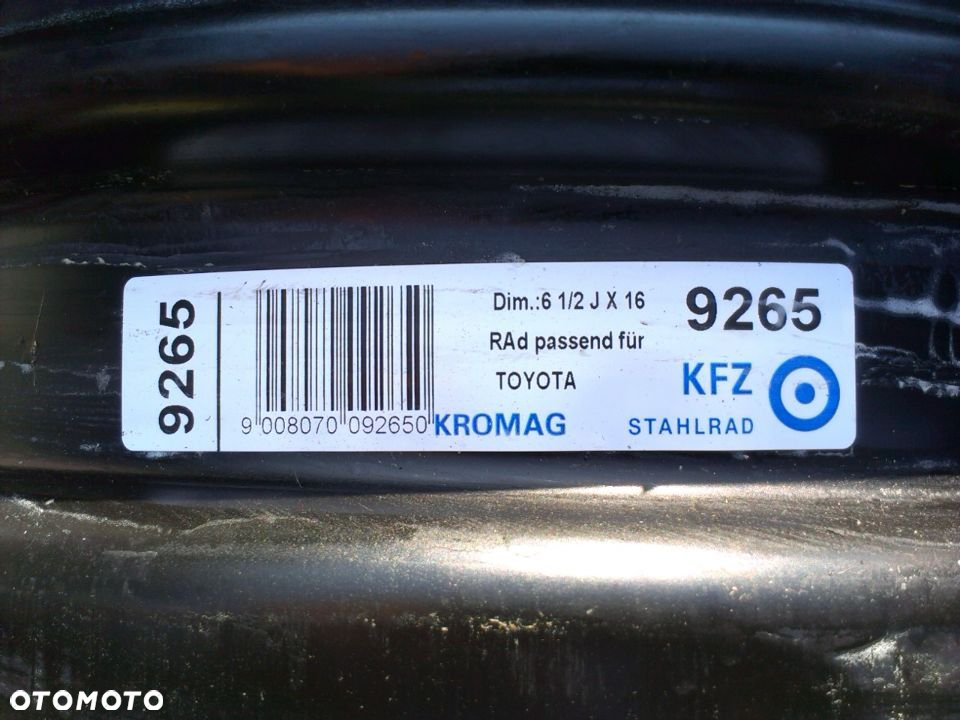 9265
9 008070 092650
Dim.:6 1/2 J X 16
RAd passend für
TOYOTA
KROMAG
9265
KFZ
STAHLRAD
OTOMOTO